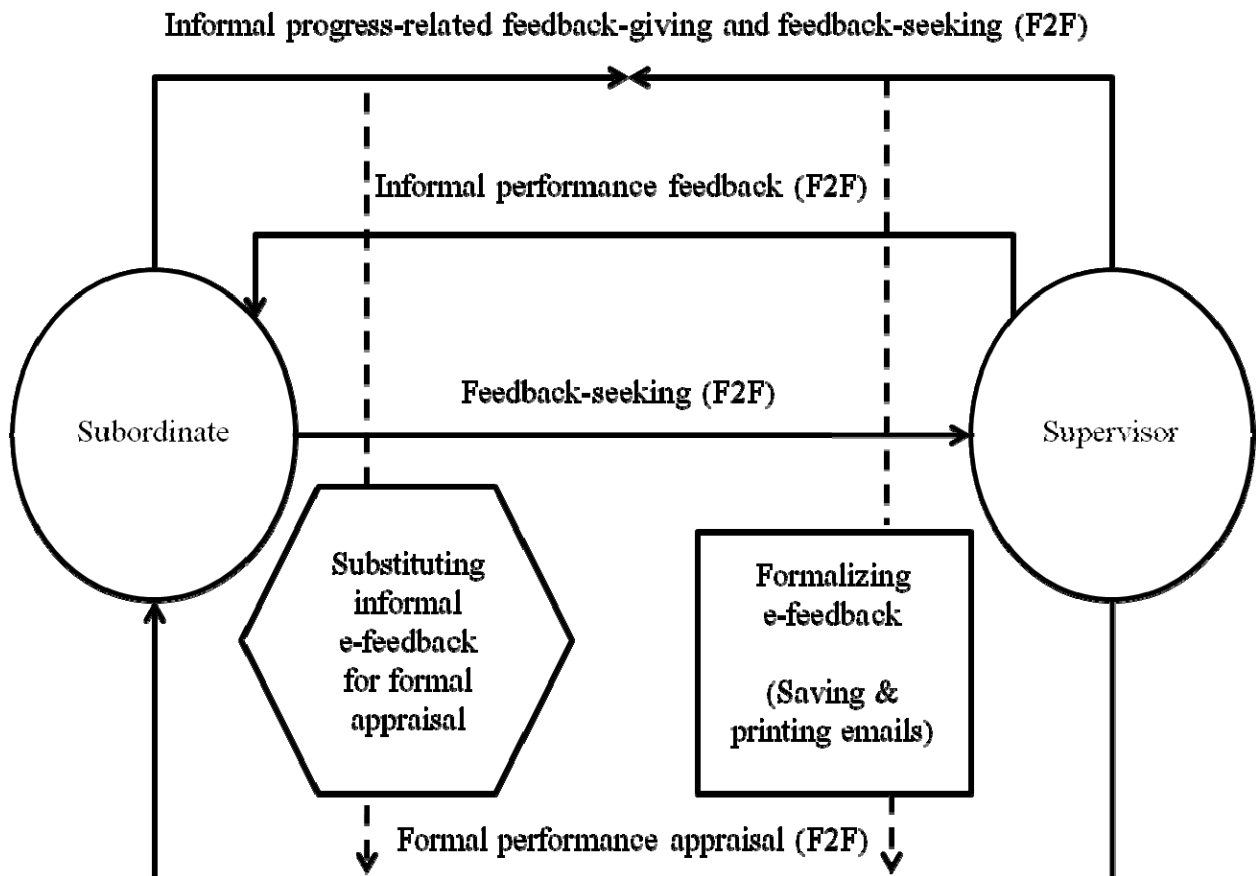 Informal progress-related feedback-giving and feedback-seeking (F2F)
Informal performance feedback (F2F)
Feedback-seeking (F2F)
Subordinate
Supervisor
Substituting
informal
e-feedback
for formal
appraisal
Formalizing
e-feedback
(Saving &
printing emails)
Formal performance appraisal (F2F)